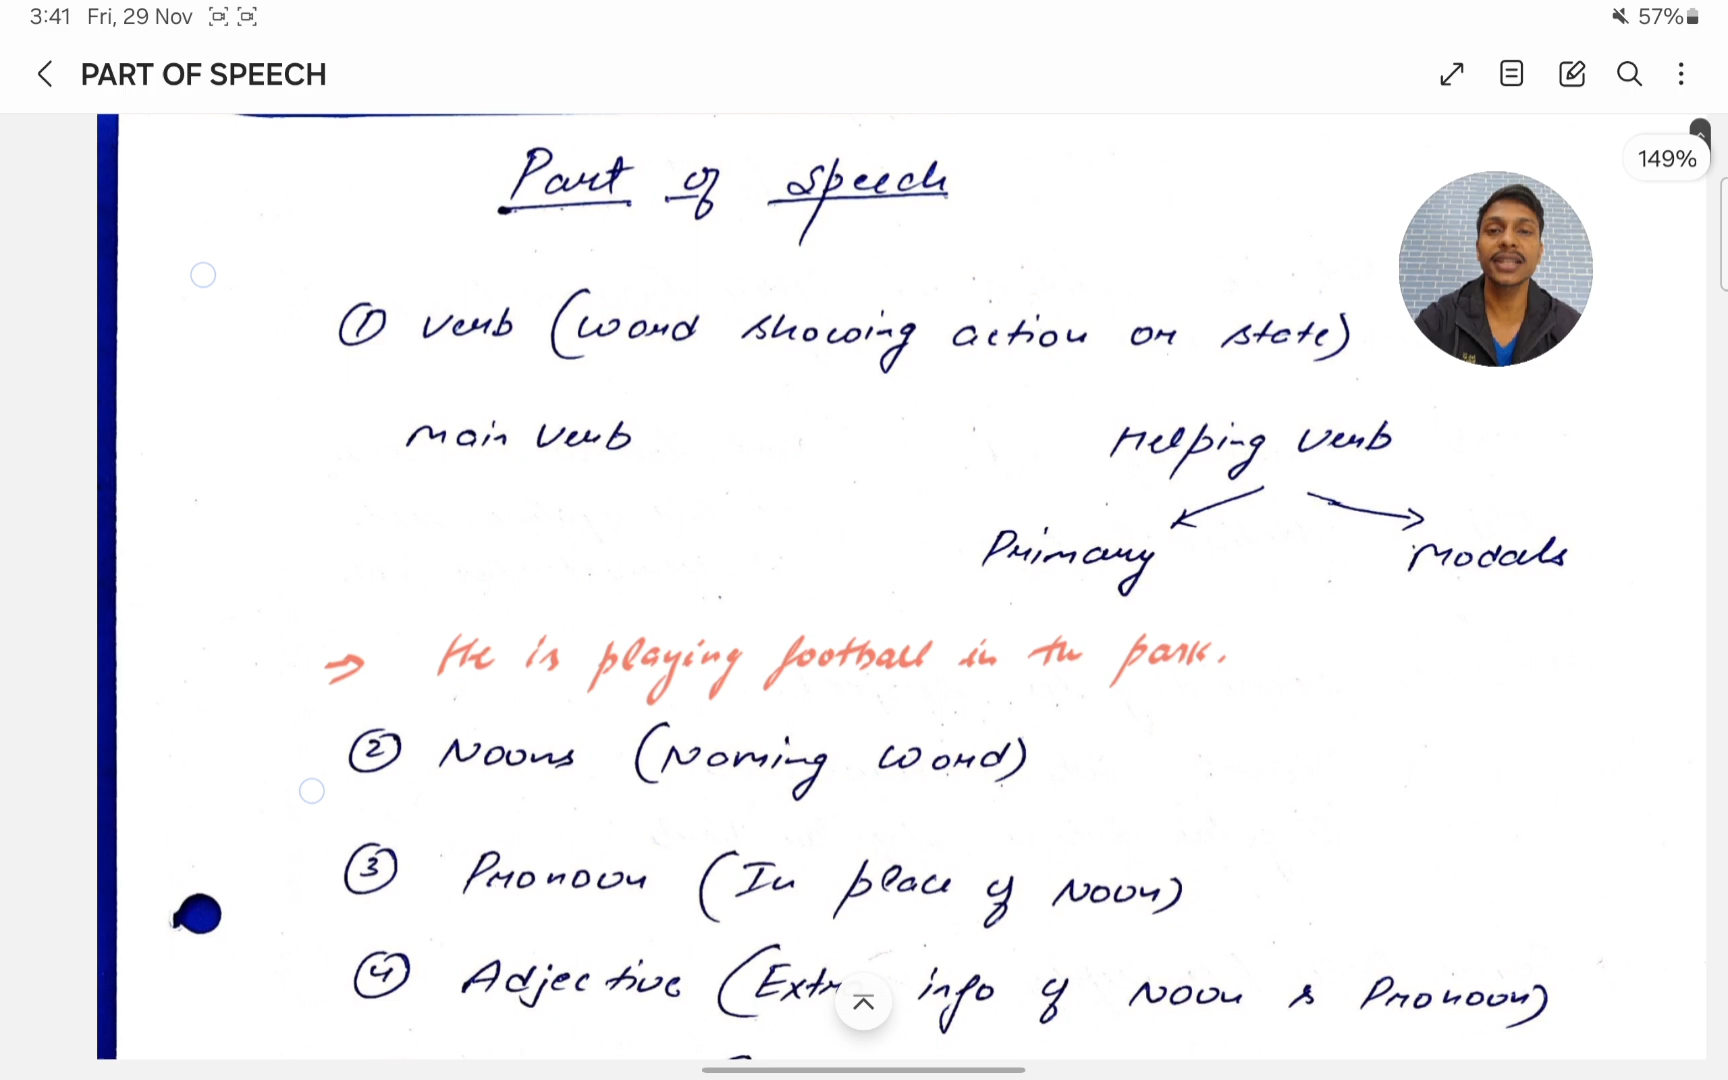 3:41 Fri, 29 Nov 57%
PART OF SPEECH
149%
Part of speech
① Verb (word showing action or state)
Main Verb Helping verb
Primary Modals
→ He is playing football in the park.
② Nouns (Noming word)
③ Pronoun (In place of Noun)
④ Adjective (Extra info of Noun & Pronoun)